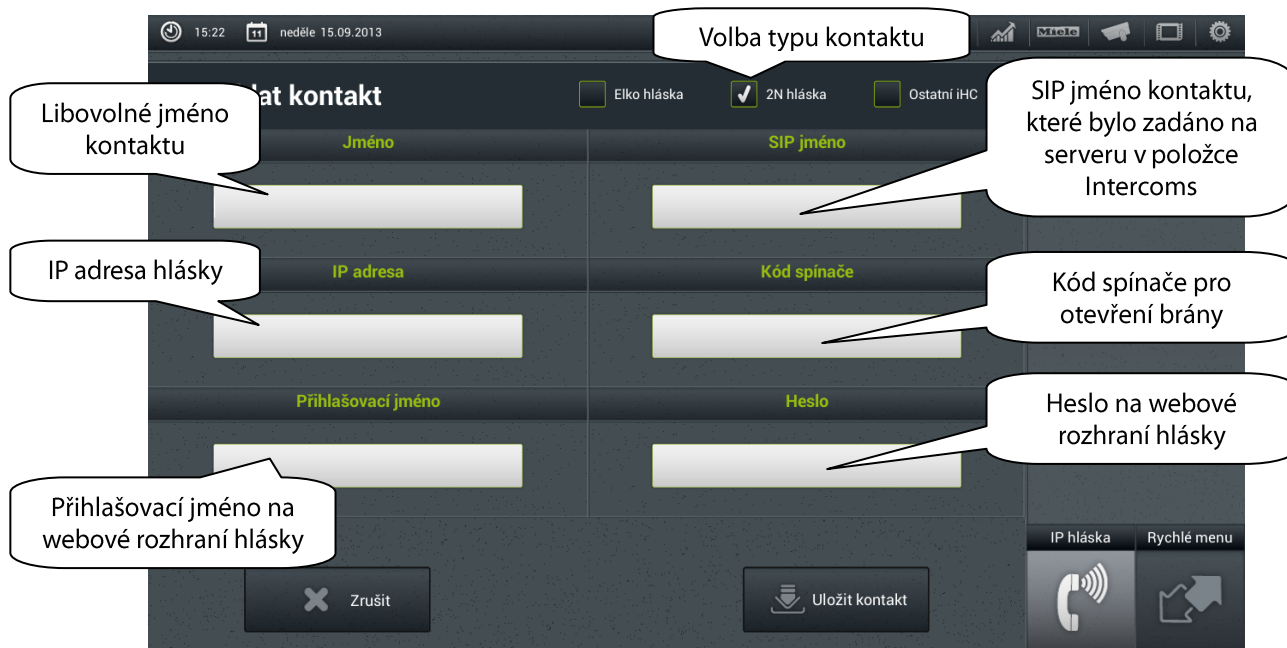 15:22
11
neděle 15.09.2013
Volba typu kontaktu
Miele
lat kontakt
Elko hláska
2N hláska
Ostatní iHC
Libovolné jméno
kontaktu
SIP jméno kontaktu,
které bylo zadáno na
serveru v položce
Intercoms
Jméno
SIP jméno
IP adresa hlásky
IP adresa
Kód spínače
Kód spínače pro
otevření brány
Přihlašovací jméno
Heslo
Heslo na webové
rozhraní hlásky
Přihlašovací jméno na
webové rozhraní hlásky
IP hláska
Rychlé menu
Zrušit
Uložit kontakt